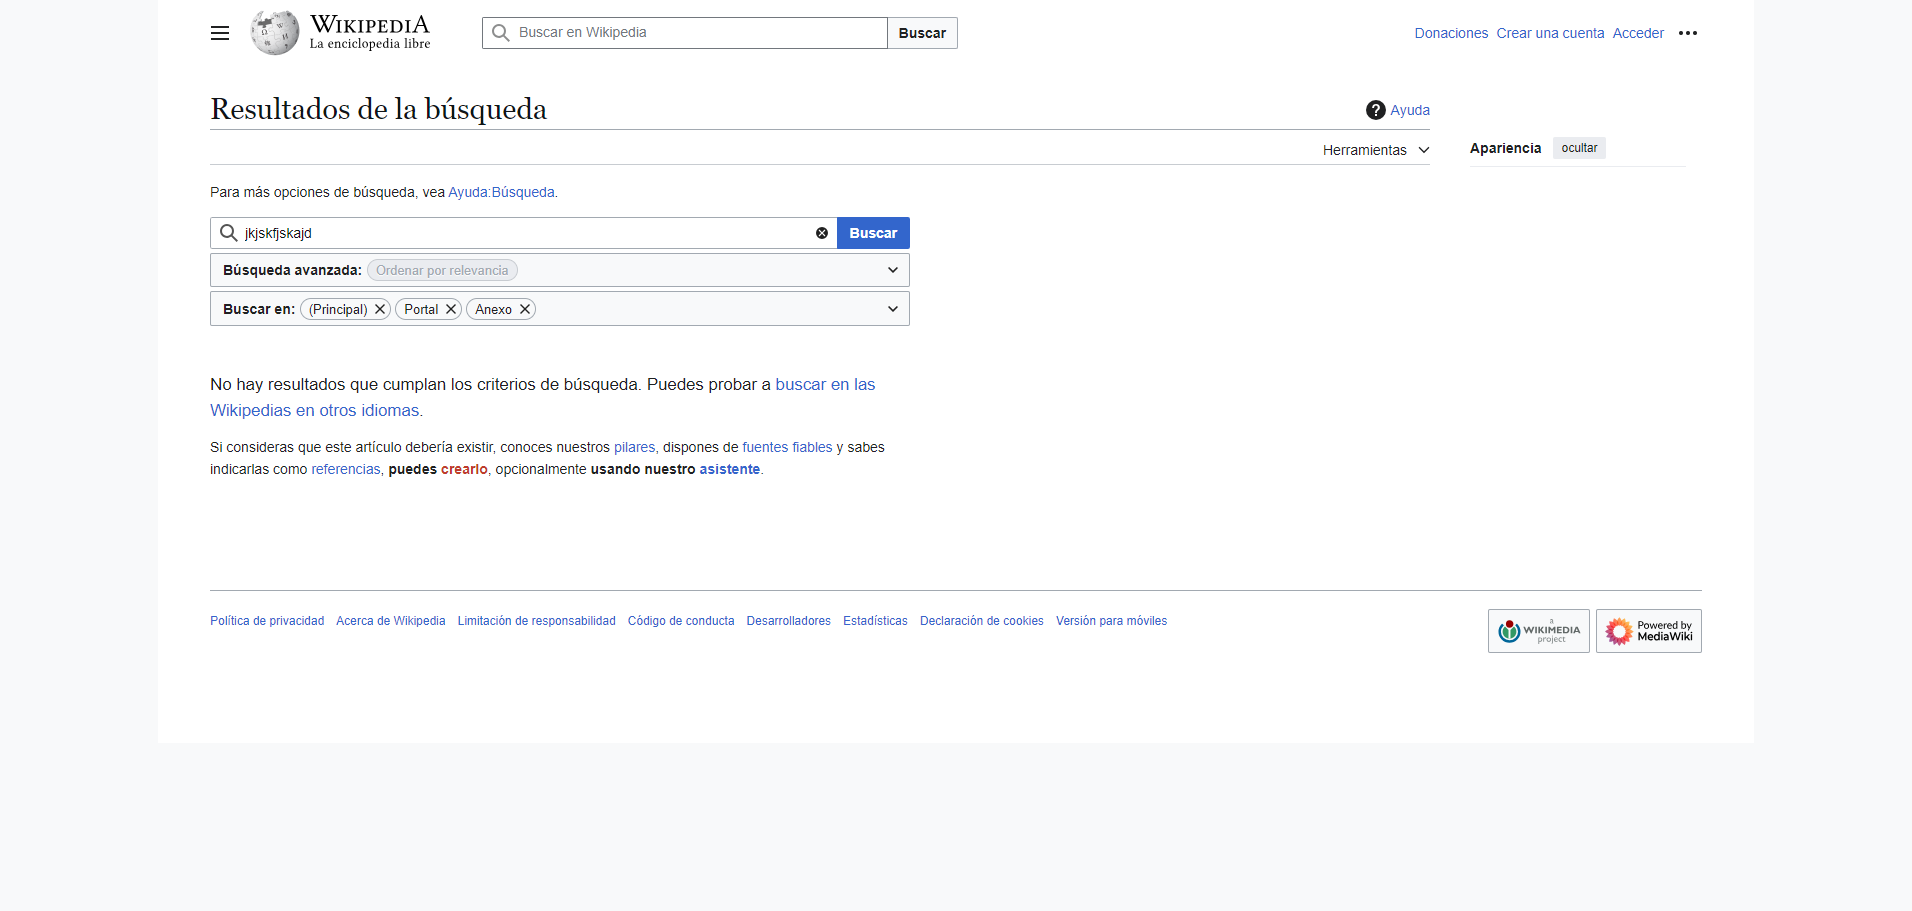 WIKIPEDIA
La enciclopedia libre
Buscar en Wikipedia
Buscar
Donaciones Crear una cuenta Acceder
Resultados de la búsqueda
? Ayuda
Herramientas
Apariencia ocultar
Para más opciones de búsqueda, vea Ayuda:Búsqueda.
jkjskfjskajd
Buscar
Búsqueda avanzada: Ordenar por relevancia
Buscar en: (Principal) Portal Anexo
No hay resultados que cumplan los criterios de búsqueda. Puedes probar a buscar en las
Wikipedias en otros idiomas.
Si consideras que este artículo debería existir, conoces nuestros pilares, dispones de fuentes fiables y sabes
indicarlas como referencias, puedes crearlo, opcionalmente usando nuestro asistente.
Política de privacidad Acerca de Wikipedia Limitación de responsabilidad Código de conducta Desarrolladores Estadísticas Declaración de cookies Versión para móviles
a
WIKIMEDIA
project
Powered by
MediaWiki